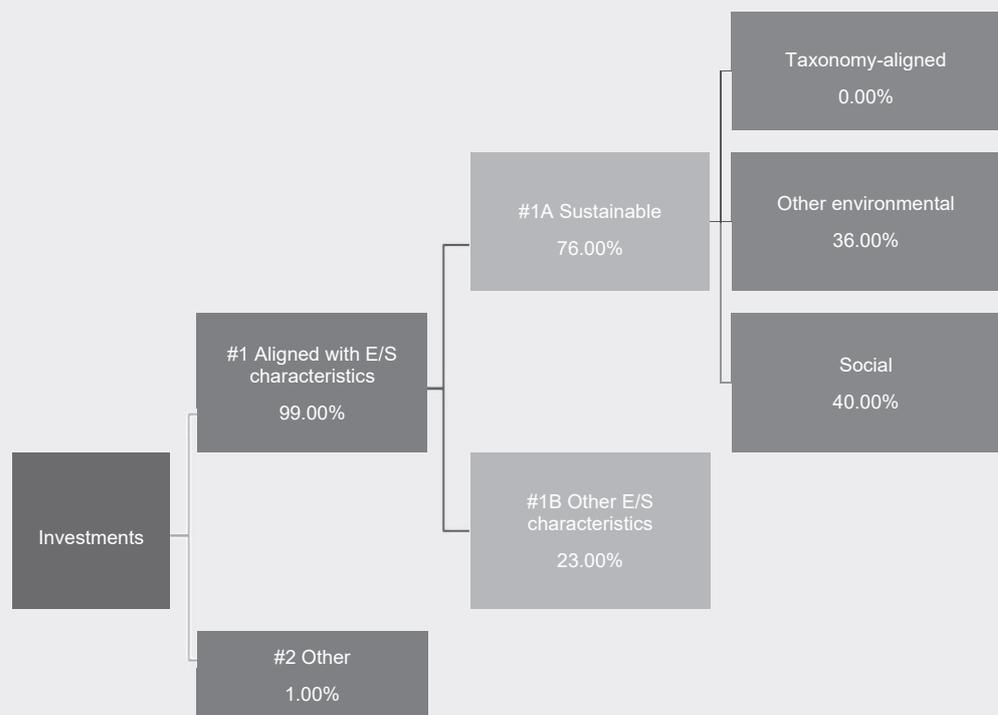 Taxonomy-aligned
0.00%
#1A Sustainable
76.00%
Other environmental
36.00%
#1 Aligned with E/S
characteristics
99.00%
Social
40.00%
Investments
#1B Other E/S
characteristics
23.00%
#2 Other
1.00%